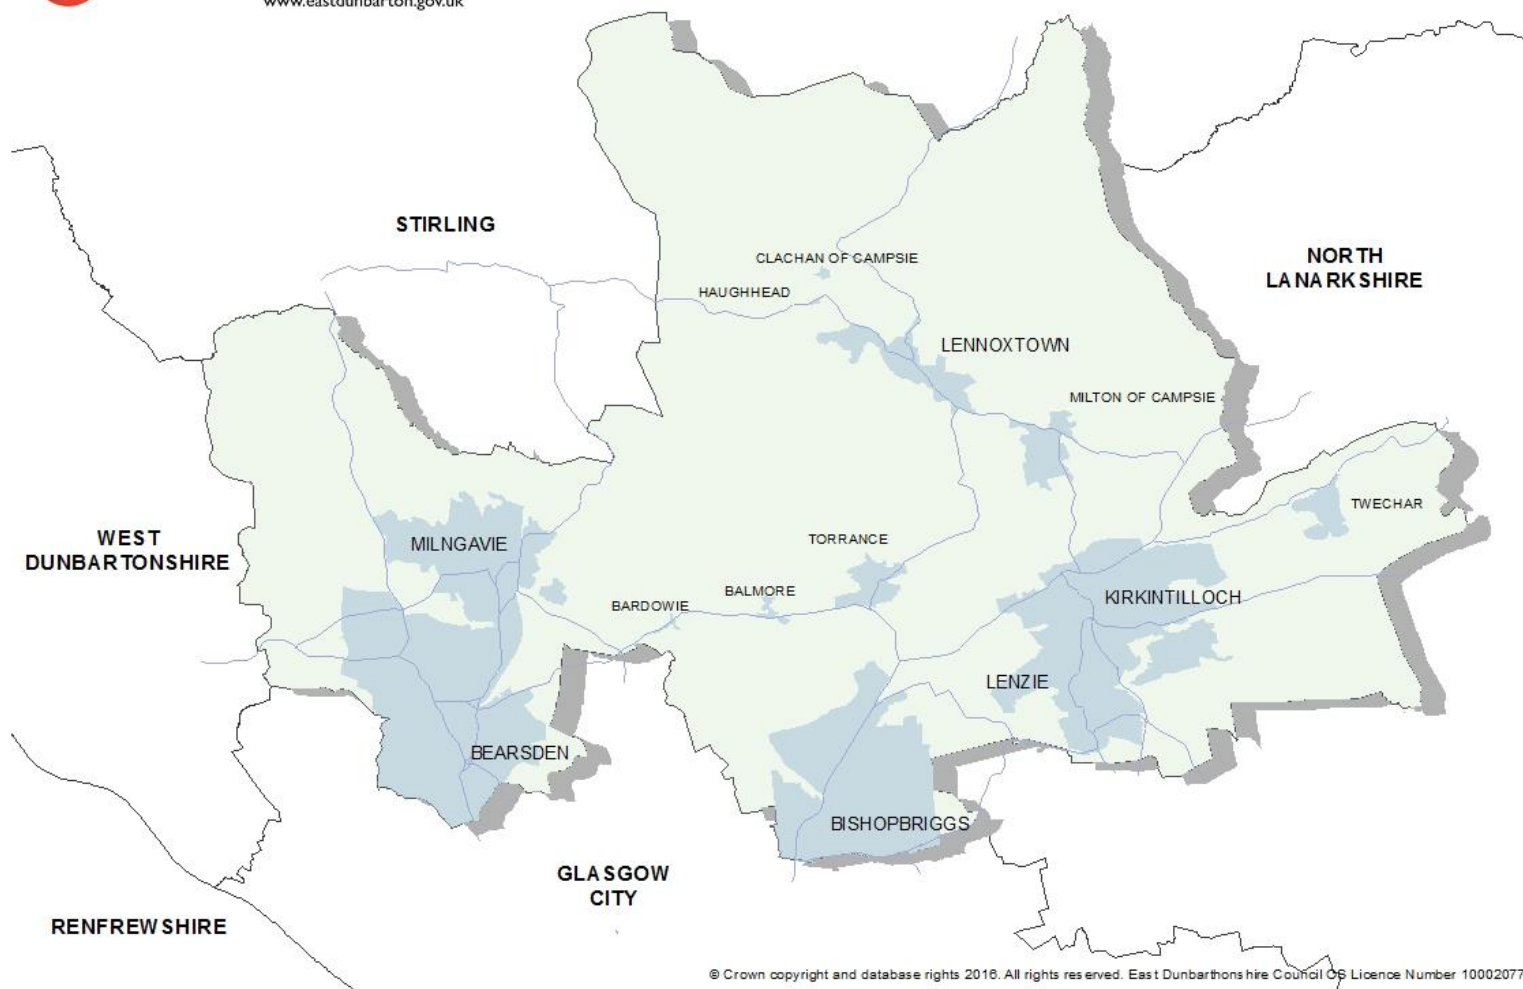 www.eastdunbarton.gov.uk
STIRLING
CLACHAN OF CAMPSIE
NORTH
LANARKSHIRE
HAUGHHEAD
LENNOXTOWN
MILTON OF CAMPSIE
TWECHAR
WEST
DUNBARTONSHIRE
MILNGAVIE
TORRANCE
BALMORE
BARDOWIE
KIRKINTILLOCH
LENZIE
BEARSDEN
BISHOPBRIGGS
GLASGOW
CITY
RENFREWSHIRE
© Crown copyright and database rights 2016. All rights reserved. East Dunbarthonshire Council OS Licence Number 10002077